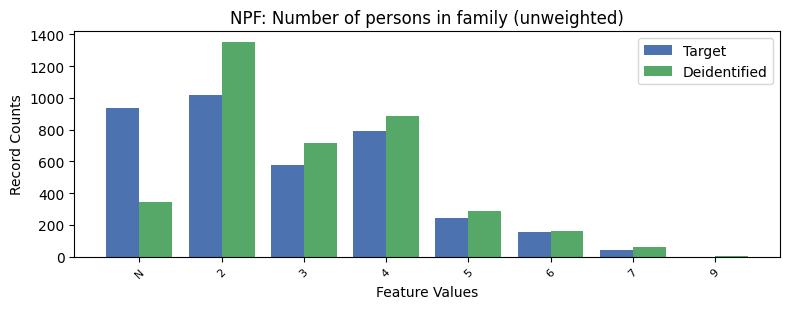 NPF: Number of persons in family (unweighted)
Target
Deidentified
Record Counts
1400
1200
1000
800
600
400
200
0
N 2 3 4 5 6 7 9
Feature Values